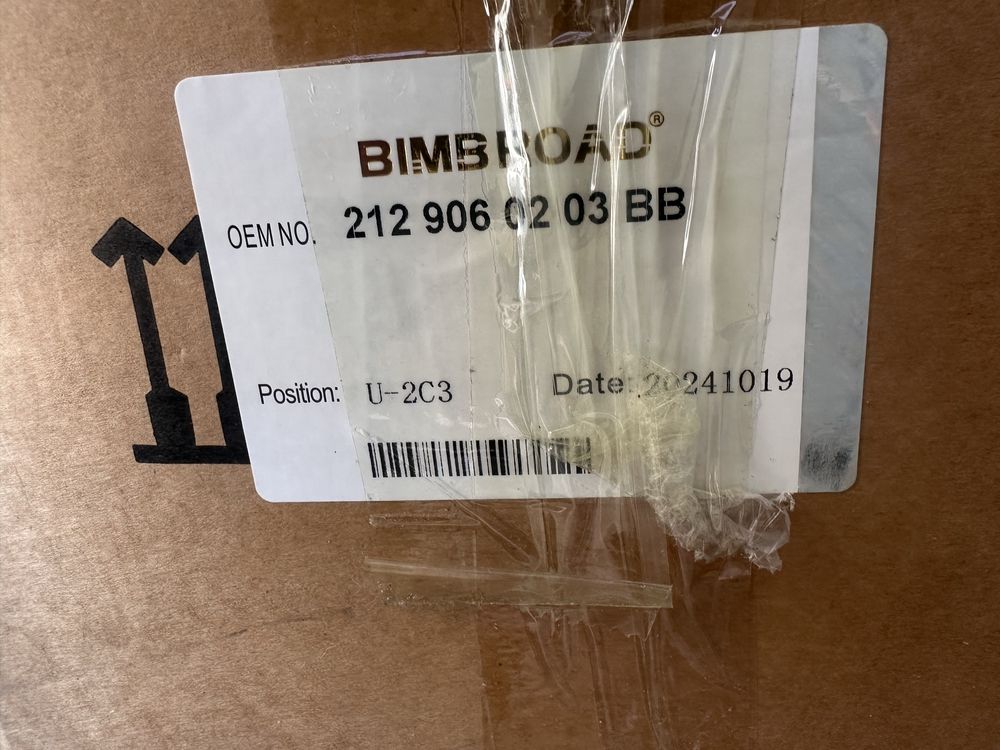 BIMBROAD®
OEM NO. 212 906 02 03 BB
Position: U-2C3 Date: 20241019